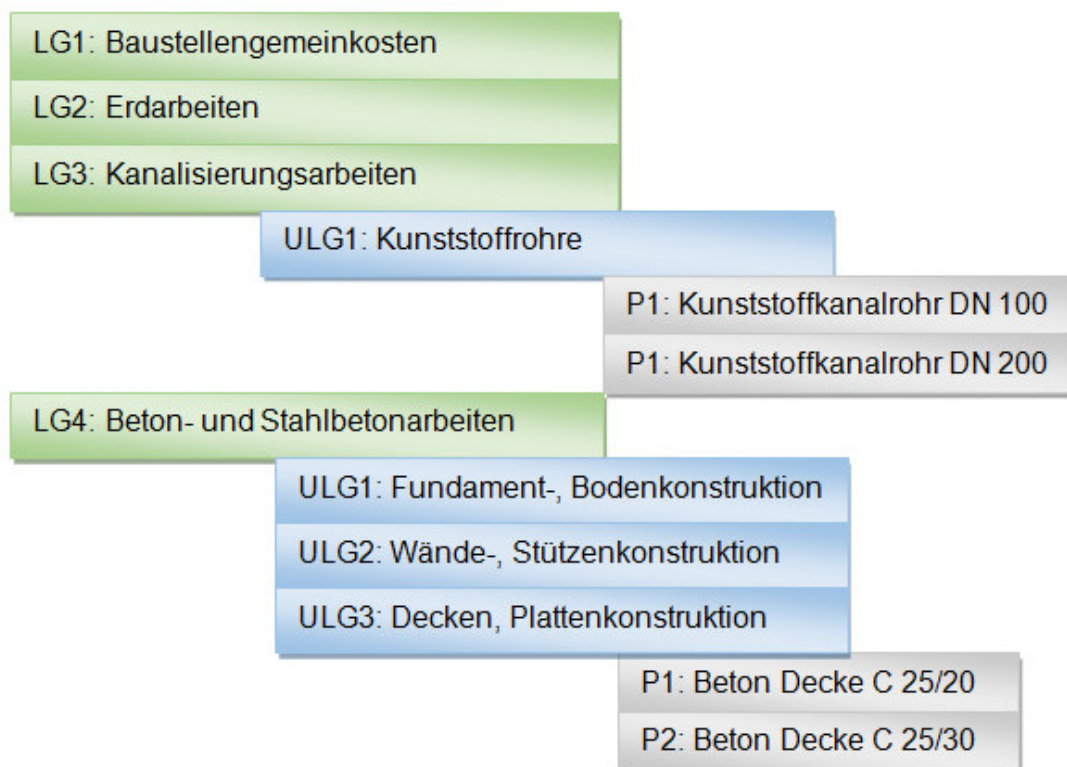 LG1: Baustellengemeinkosten
LG2: Erdarbeiten
LG3: Kanalisierungsarbeiten
ULG1: Kunststoffrohre
P1: Kunststoffkanalrohr DN 100
P1: Kunststoffkanalrohr DN 200
LG4: Beton- und Stahlbetonarbeiten
ULG1: Fundament-, Bodenkonstruktion
ULG2: Wände-, Stützenkonstruktion
ULG3: Decken, Plattenkonstruktion
P1: Beton Decke C 25/20
P2: Beton Decke C 25/30